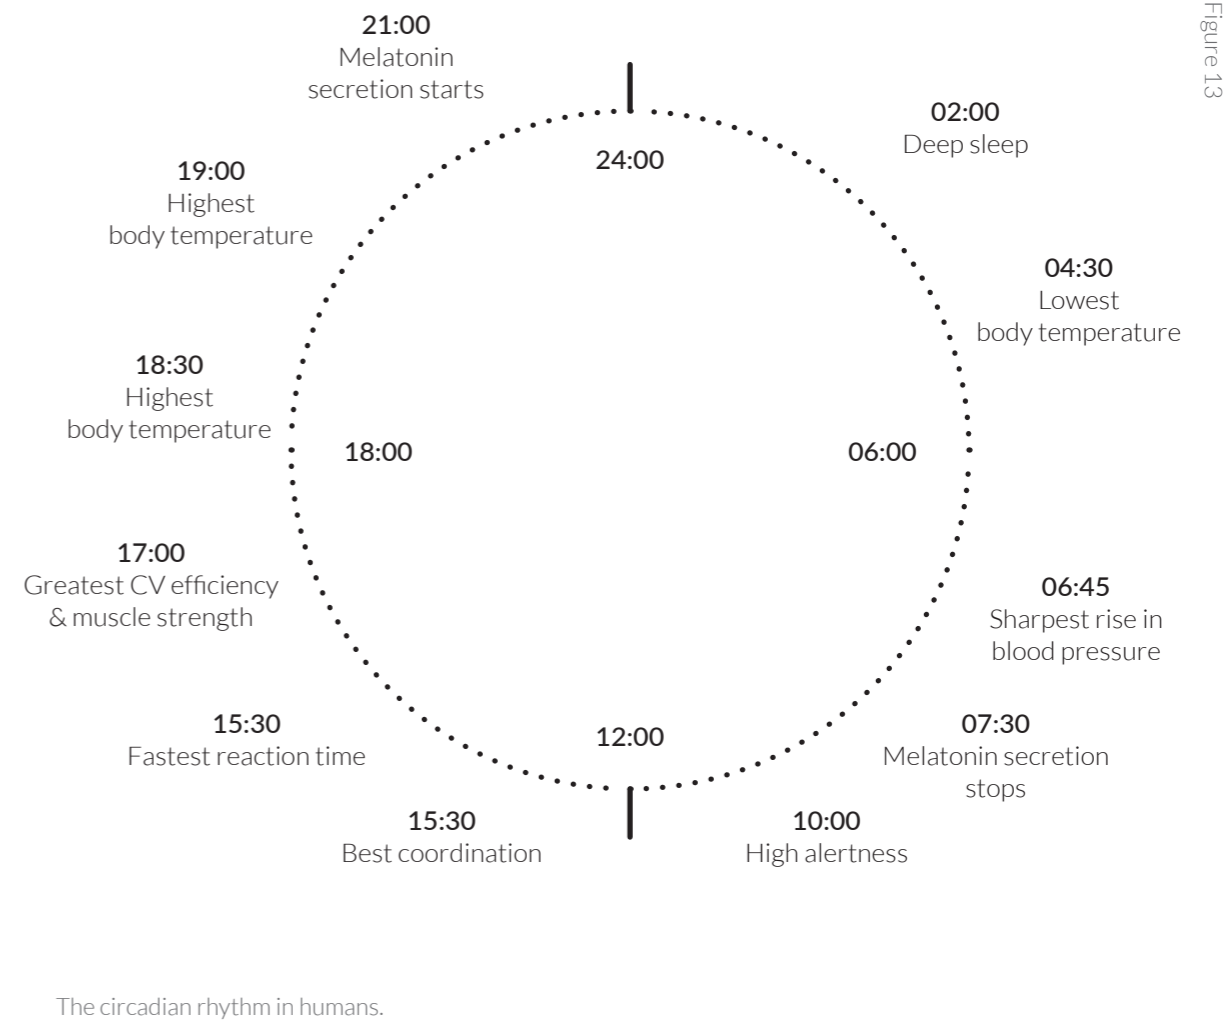 Figure 13
21:00
Melatonin
secretion starts
24:00
02:00
Deep sleep
19:00
Highest
body temperature
04:30
Lowest
body temperature
18:30
Highest
body temperature
18:00
06:00
17:00
Greatest CV efficiency
& muscle strength
06:45
Sharpest rise in
blood pressure
15:30
Fastest reaction time
12:00
07:30
Melatonin secretion
stops
15:30
Best coordination
10:00
High alertness
The circadian rhythm in humans.